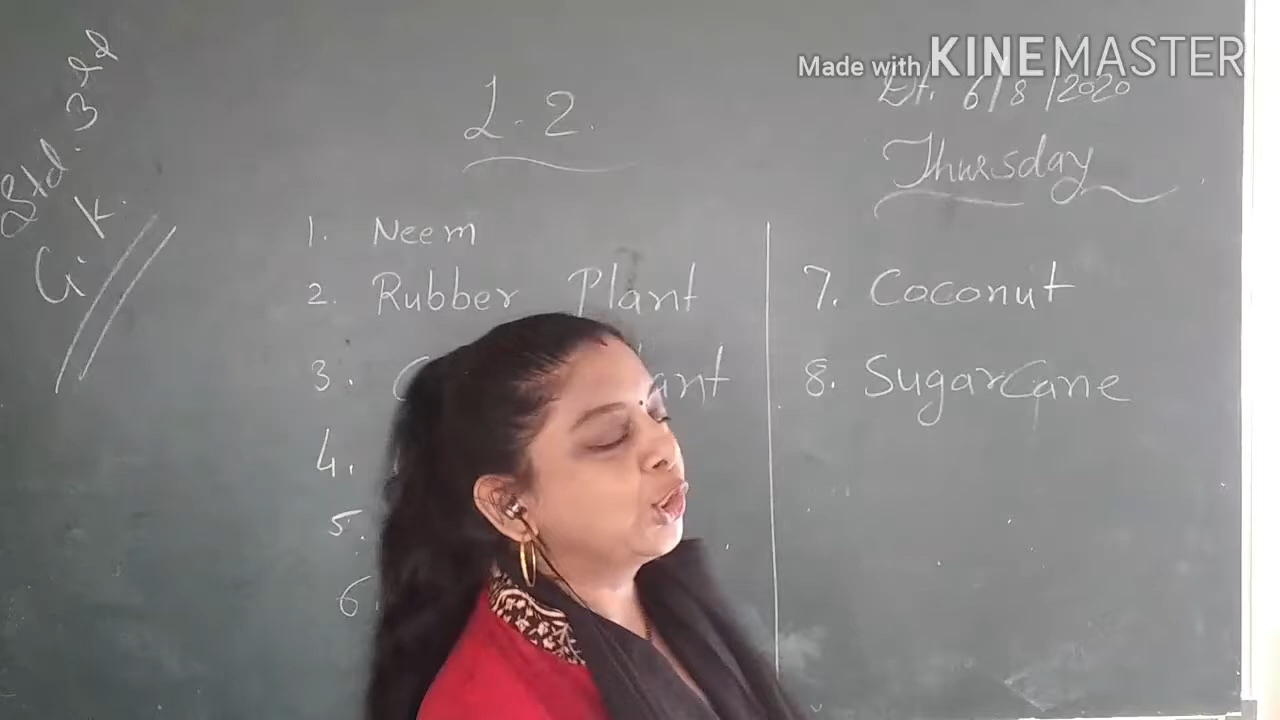 Made with KINEMASTER
Std. 3rd
G.K.
L.2.
Dt. 6/8/2020
Thursday
1. Neem
2. Rubber Plant
3.
4.
5.
6.
7. Coconut
8. SugarCane